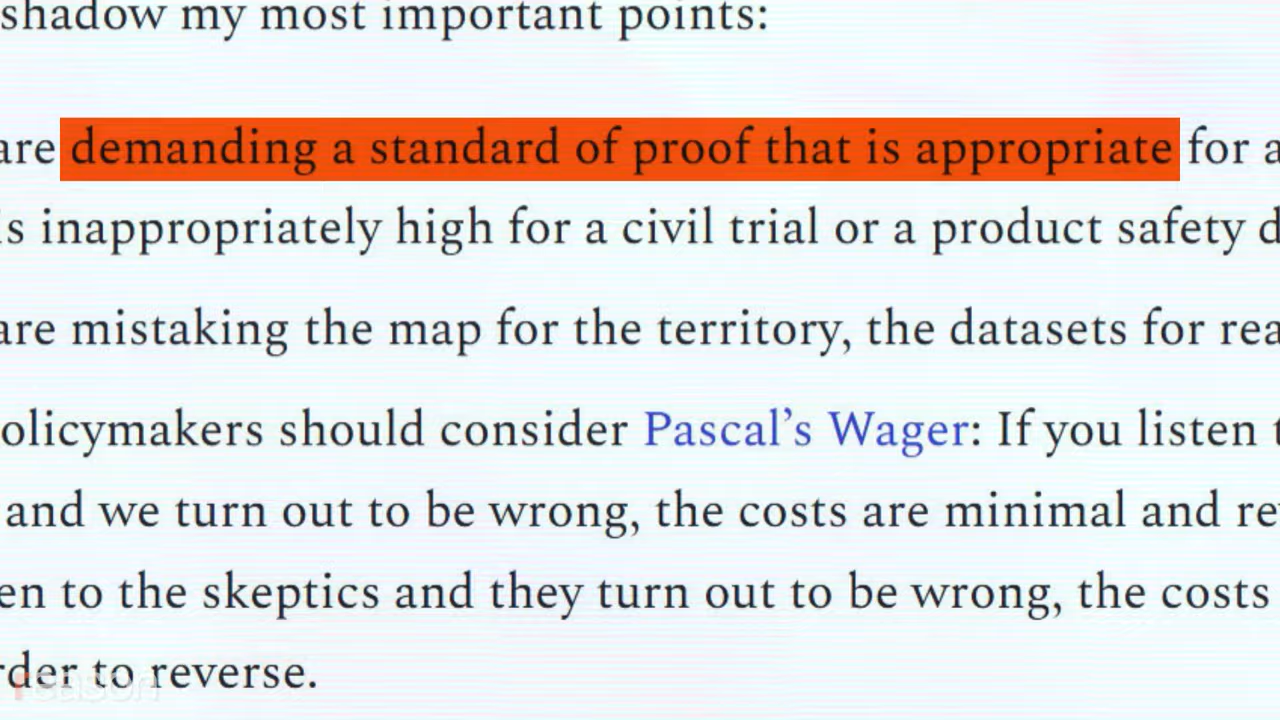 shadow my most important points:
are demanding a standard of proof that is appropriate for a
is inappropriately high for a civil trial or a product safety d
are mistaking the map for the territory, the datasets for rea
olicymakers should consider Pascal's Wager: If you listen t
and we turn out to be wrong, the costs are minimal and re
en to the skeptics and they turn out to be wrong, the costs
rder to reverse.
reason